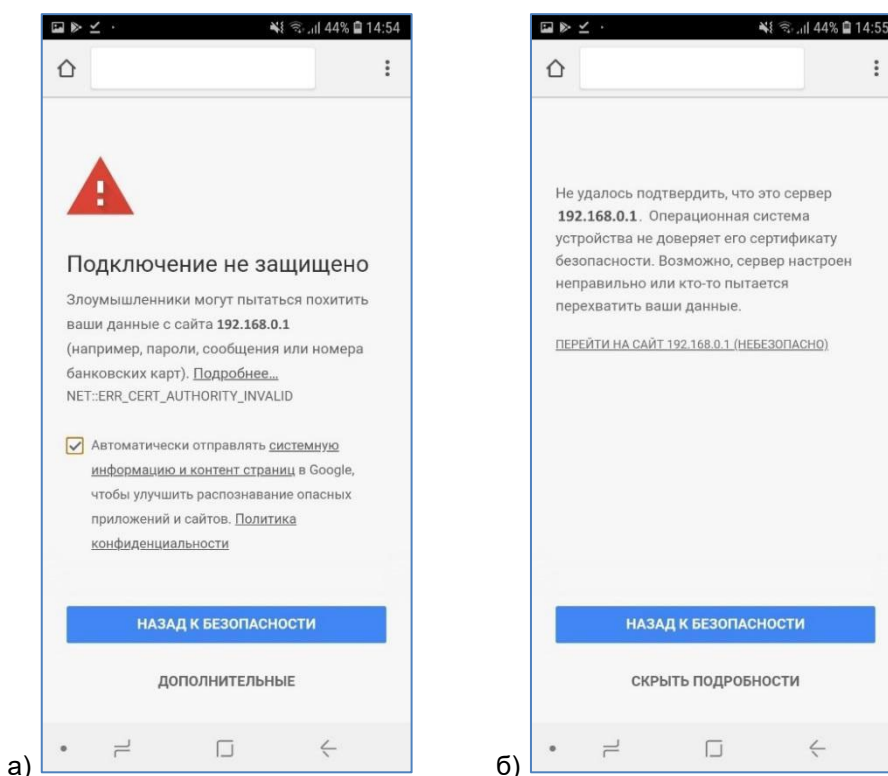 44% 14:54
Подключение не защищено
Злоумышленники могут пытаться похитить
ваши данные с сайта 192.168.0.1
(например, пароли, сообщения или номера
банковских карт). Подробнее...
NET::ERR_CERT_AUTHORITY_INVALID
Автоматически отправлять системную
информацию и контент страниц в Google,
чтобы улучшить распознавание опасных
приложений и сайтов. Политика
конфиденциальности
НАЗАД К БЕЗОПАСНОСТИ
ДОПОЛНИТЕЛЬНЫЕ
а)
44% 14:55
Не удалось подтвердить, что это сервер
192.168.0.1. Операционная система
устройства не доверяет его сертификату
безопасности. Возможно, сервер настроен
неправильно или кто-то пытается
перехватить ваши данные.
ПЕРЕЙТИ НА САЙТ 192.168.0.1 (НЕБЕЗОПАСНО)
НАЗАД К БЕЗОПАСНОСТИ
СКРЫТЬ ПОДРОБНОСТИ
б)